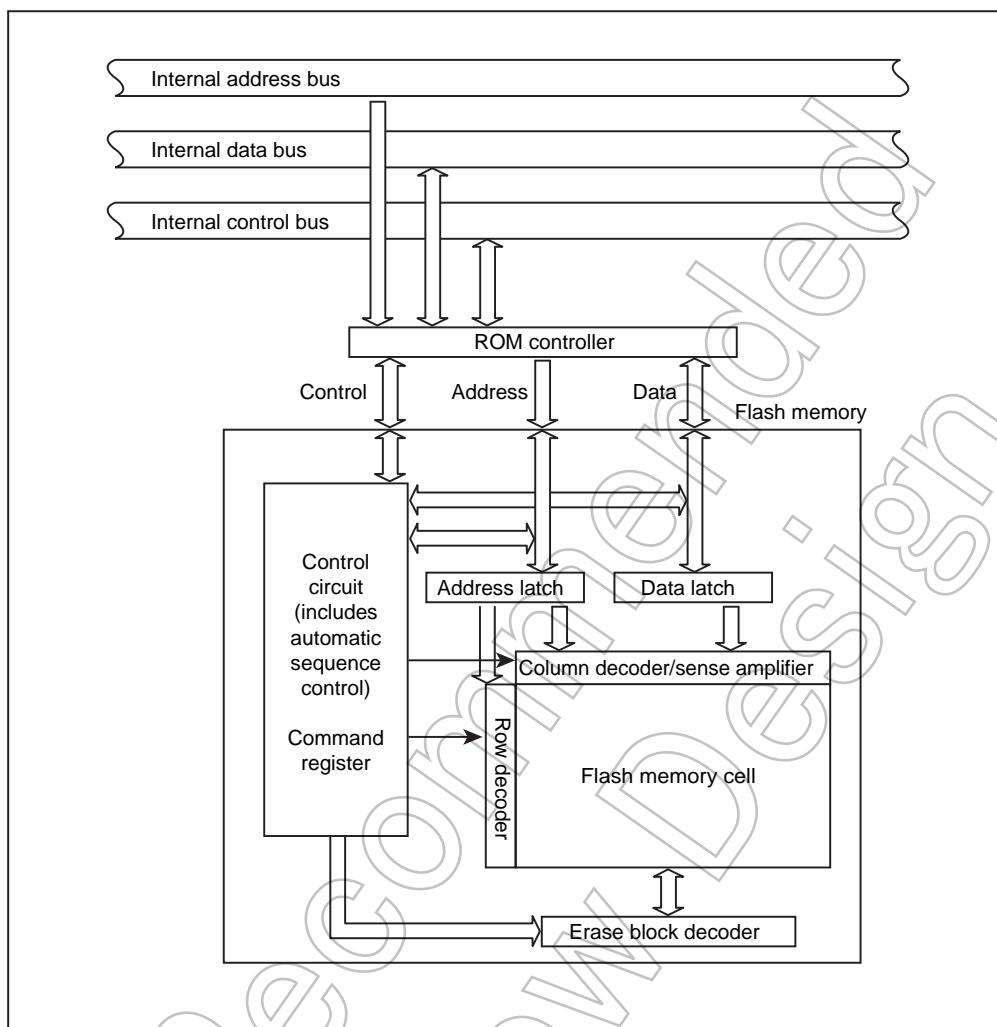 Internal address bus
Internal data bus
Internal control bus
ROM controller
Control
Address
Data
Flash memory
Control
circuit
(includes
automatic
sequence
control)
Command
register
Address latch
Data latch
Column decoder/sense amplifier
Row decoder
Flash memory cell
Erase block decoder
ecommended
w Design